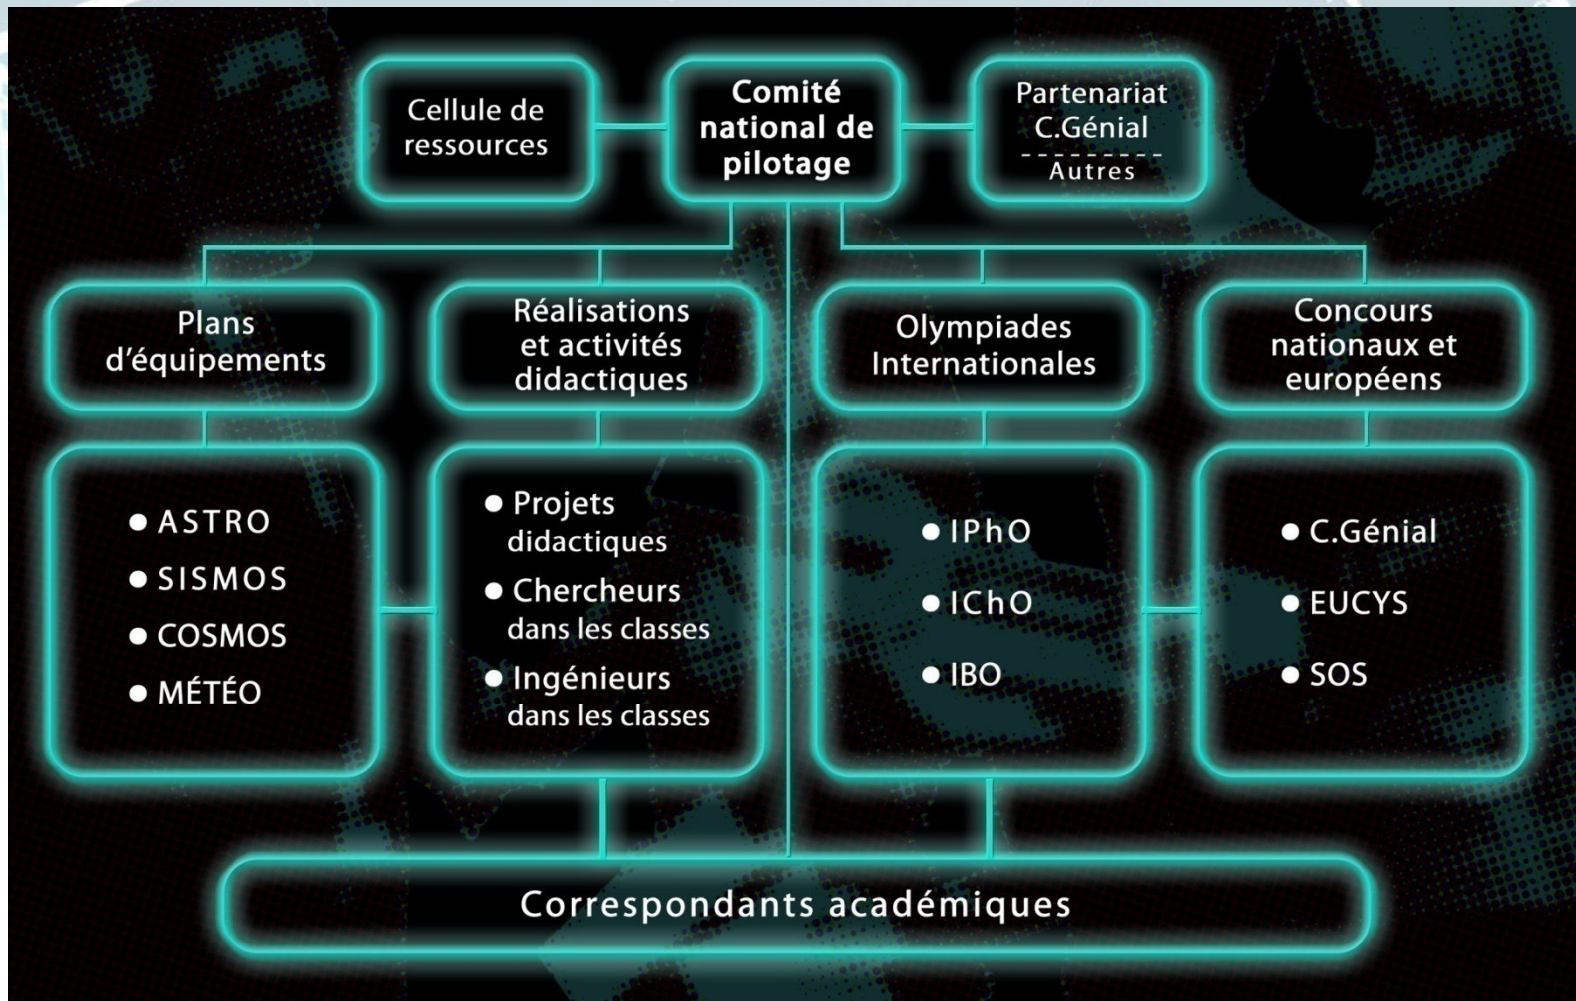 Cellule de
ressources
Comité
national de
pilotage
Partenariat
C.Génial
---------
Autres
Plans
d'équipements
Réalisations
et activités
didactiques
Olympiades
Internationales
Concours
nationaux et
européens
● ASTRO
● SISMOS
● COSMOS
● MÉTÉO
● Projets
didactiques
● Chercheurs
dans les classes
● Ingénieurs
dans les classes
● IPhO
● IChO
● IBO
● C.Génial
● EUCYS
● SOS
Correspondants académiques